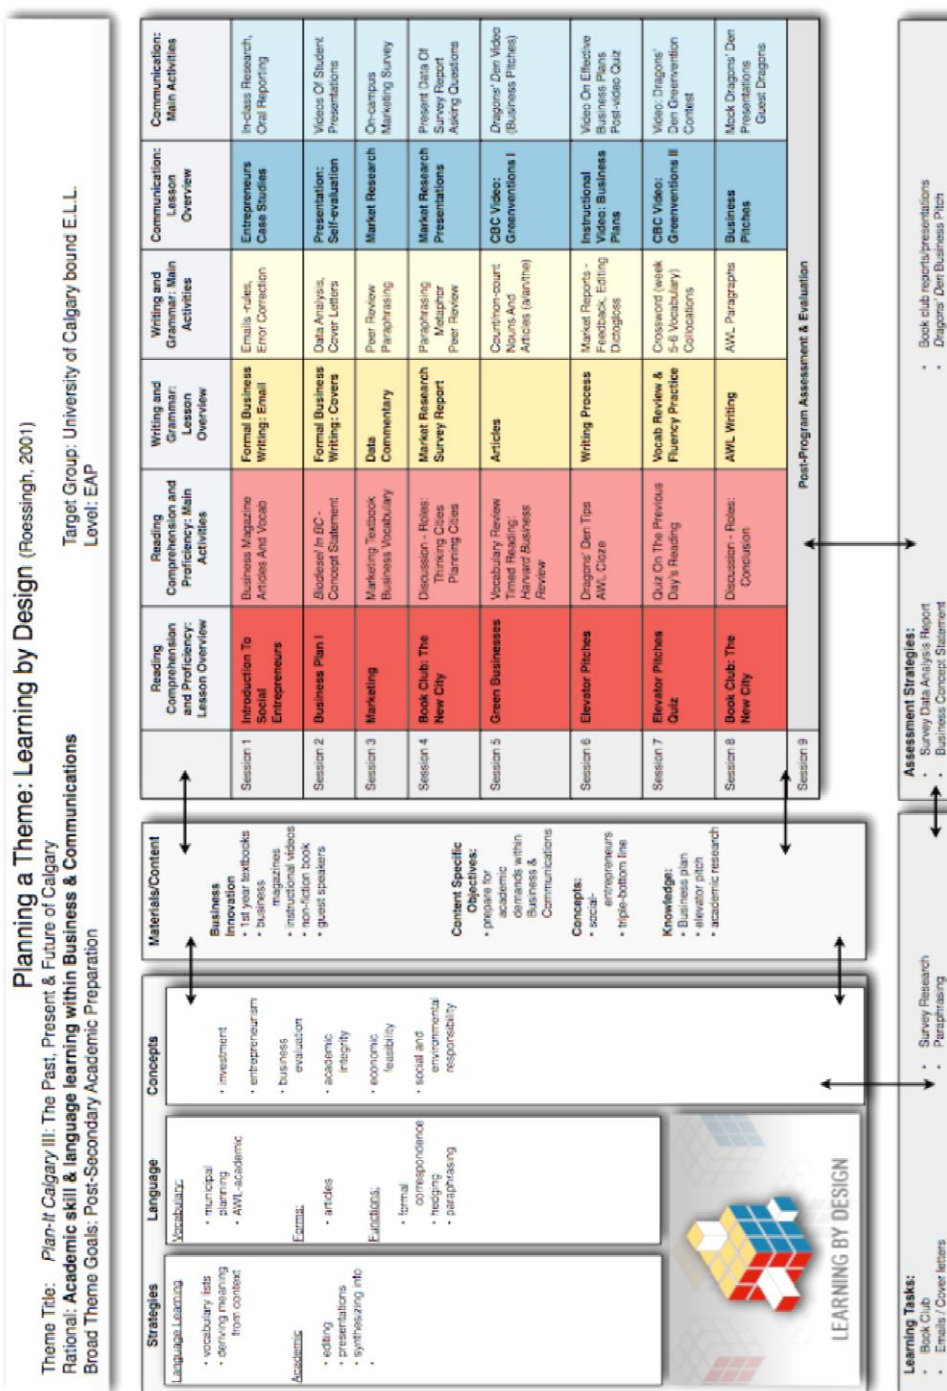 Planning a Theme: Learning by Design (Roessingh, 2001)
Theme Title: Plan-It Calgary III: The Past, Present & Future of Calgary
Rational: Academic skill & language learning within Business & Communications
Broad Theme Goals: Post-Secondary Academic Preparation
Target Group: University of Calgary bound E.L.L.
Level: EAP
Strategies
Language Learning
• vocabulary lists
• deriving meaning
from context
Academic
• editing
• presentations
• synthesizing info
•
Language
Vocabulary:
• municipal
planning
• AWL-academic
Forms:
• articles
Functions:
• formal
correspondence
• hedging
• paraphrasing
Concepts
• investment
• entrepreneurism
• business
evaluation
• academic
integrity
• economic
feasibility
• social and
environmental
responsibility
LEARNING BY DESIGN
Materials/Content
Business
Innovation
• 1st year textbooks
• business
magazines
• instructional videos
• non-fiction book
• guest speakers
Content Specific
Objectives:
• prepare for
academic
demands within
Business &
Communications
Concepts:
• social-
entrepreneurs
• triple-bottom line
Knowledge:
• Business plan
• elevator pitch
• academic research
Reading
Comprehension
and Proficiency:
Lesson Overview
Reading
Comprehension and
Proficiency: Main
Activities
Writing and
Grammar:
Lesson
Overview
Writing and
Grammar: Main
Activities
Communication:
Lesson
Overview
Communication:
Main Activities
Session 1
Introduction To
Social
Entrepreneurs
Business Magazine
Articles And Vocab
Formal Business
Writing: Email
Emails -rules,
Error Correction
Entrepreneurs
Case Studies
In-class Research,
Oral Reporting
Session 2
Business Plan I
Biodiesel In BC -
Concept Statement
Formal Business
Writing: Covers
Data Analysis,
Cover Letters
Presentation:
Self-evaluation
Videos Of Student
Presentations
Session 3
Marketing
Marketing Textbook
Business Vocabulary
Data
Commentary
Peer Review
Paraphrasing
Market Research
On-campus
Marketing Survey
Session 4
Book Club: The
New City
Discussion - Roles:
Thinking Cities
Planning Cities
Market Research
Survey Report
Paraphrasing
Metaphor
Peer Review
Market Research
Presentations
Present Data Of
Survey Report
Asking Questions
Session 5
Green Businesses
Vocabulary Review
Timed Reading:
Harvard Business
Review
Articles
Count/non-count
Nouns And
Articles (a/an/the)
CBC Video:
Greenventions I
Dragons' Den Video
(Business Pitches)
Session 6
Elevator Pitches
Dragons' Den Tips
AWL Cloze
Writing Process
Market Reports -
Feedback, Editing
Dictogloss
Instructional
Video: Business
Plans
Video On Effective
Business Plans
Post-video Quiz
Session 7
Elevator Pitches
Quiz
Quiz On The Previous
Day's Reading
Vocab Review &
Fluency Practice
Crossword (week
5-6 Vocabulary)
Collocations
CBC Video:
Greenventions II
Video: Dragons'
Den Greenvention
Contest
Session 8
Book Club: The
New City
Discussion - Roles:
Conclusion
AWL Writing
AWL Paragraphs
Business
Pitches
Mock Dragons' Den
Presentations
Guest Dragons
Session 9
Post-Program Assessment & Evaluation
Learning Tasks:
• Book Club
• Emails / Cover letters
• Survey Research
• Paraphrasing
Assessment Strategies:
• Survey Data Analysis Report
• Business Concept Statement
• Book club reports/presentations
• Dragons' Den Business Pitch